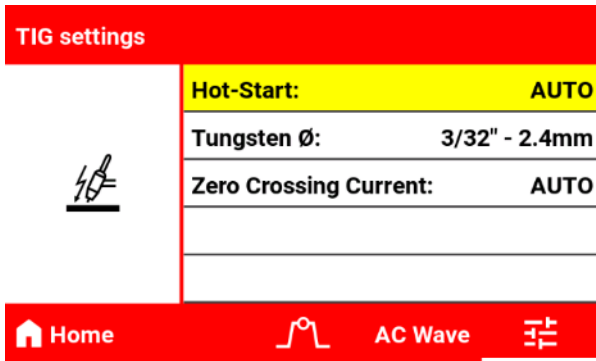 TIG settings
Hot-Start: AUTO
Tungsten Ø: 3/32" - 2.4mm
Zero Crossing Current: AUTO
Home AC Wave